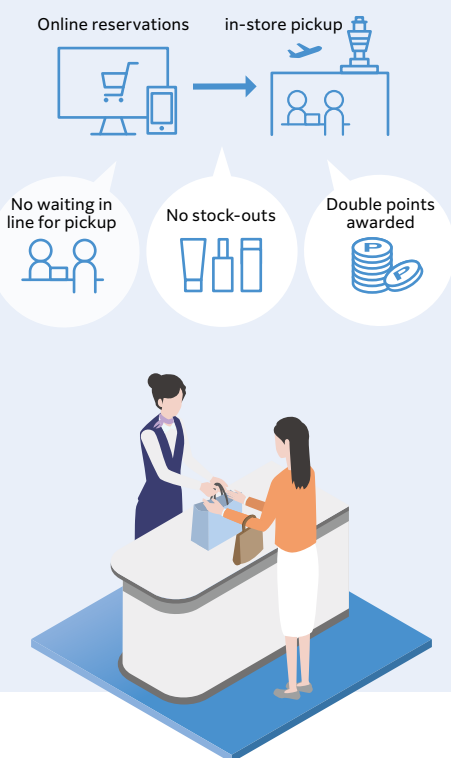 Online reservations
in-store pickup
No waiting in
line for pickup
No stock-outs
Double points
awarded
P
P